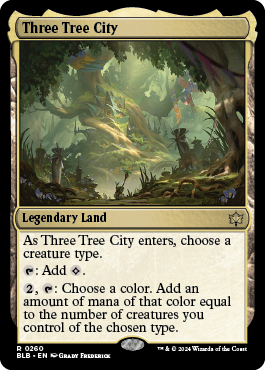 Three Tree City
Legendary Land
As Three Tree City enters, choose a
creature type.
: Add .
2, : Choose a color. Add an
amount of mana of that color equal
to the number of creatures you
control of the chosen type.
R 0260
BLB • EN Grady Frederick
™ & © 2024 Wizards of the Coast